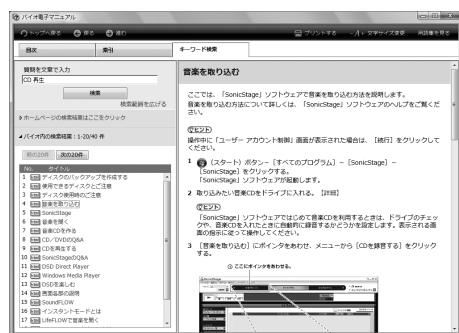 バイオ電子マニュアル
トップへ戻る 戻る 進む
プリントする 文字サイズ変更 用語集を見る
目次 索引 キーワード検索
質問を文章で入力
CD 再生
検索
検索範囲を広げる
ホームページの検索結果はここをクリック
バイオ内の検索結果：1-20/40 件
前の20件 次の20件
No. タイトル
1 ディスクのバックアップを作成する
2 使用できるディスクとご注意
3 ディスク使用時のご注意
4 音楽を取り込む
5 SonicStage
6 音楽を聞く
7 音楽CDを作る
8 CD／DVDのQ&A
9 CDを再生する
10 SonicStageのQ&A
11 DSD Direct Player
12 Windows Media Player
13 DSDを楽しむ
14 画面各部の説明
15 SoundFLOW
16 インスタントモードとは
17 LifeFLOWで音楽を聞く
音楽を取り込む
ここでは、「SonicStage」ソフトウェアで音楽を取り込む方法を説明します。
音楽を取り込む方法について詳しくは、「SonicStage」ソフトウェアのヘルプをご覧ください。
ヒント
操作中に「ユーザー アカウント制御」画面が表示された場合は、［続行］をクリックしてください。
1 （スタート）ボタン－［すべてのプログラム］－［SonicStage］－
［SonicStage］をクリックする。
「SonicStage」ソフトウェアが起動します。
2 取り込みたい音楽CDをドライブに入れる。［詳細］
ヒント
「SonicStage」ソフトウェアではじめて音楽CDを利用するときは、ドライブのチェックや、音楽CDを入れたときに自動的に録音するかどうかを設定します。表示される画面の指示に従って操作してください。
3 ［音楽を取り込む］にポインタをあわせ、メニューから［CDを録音する］をクリックする。
① ここにポインタをあわせる。